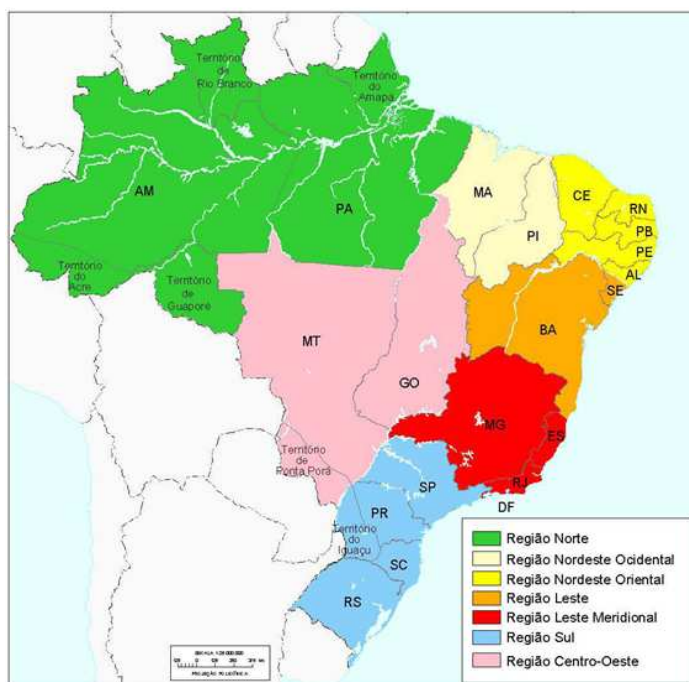 Território
de
Rio Branco
Território
do
Amapá
AM
PA
MA
CE
RN
PI
PB
PE
AL
SE
Território
do
Acre
Território
de
Guaporé
BA
MT
GO
MG
ES
Território
de
Ponta Porã
SP
RJ
DF
PR
Território
do
Iguaçu
SC
RS
Região Norte
Região Nordeste Ocidental
Região Nordeste Oriental
Região Leste
Região Leste Meridional
Região Sul
Região Centro-Oeste